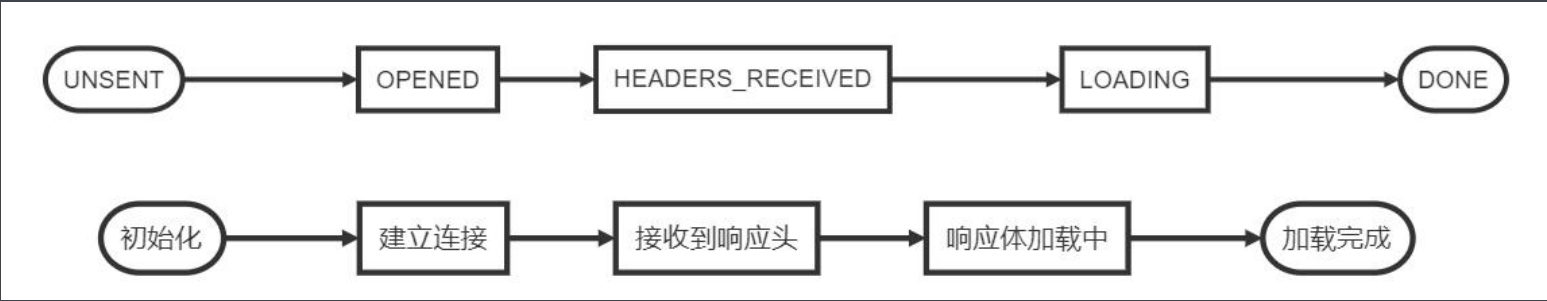 UNSENT OPENED HEADERS_RECEIVED LOADING DONE
初始化 建立连接 接收到响应头 响应体加载中 加载完成